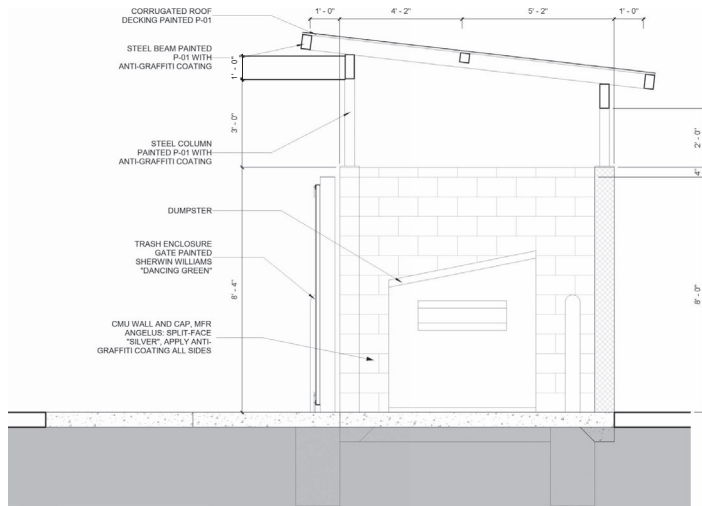 CORRUGATED ROOF
DECKING PAINTED P-01
1' - 0"
4' - 2"
5' - 2"
1' - 0"
STEEL BEAM PAINTED
P-01 WITH
ANTI-GRAFFITI COATING
1' - 0"
3' - 0"
STEEL COLUMN
PAINTED P-01 WITH
ANTI-GRAFFITI COATING
2' - 0"
4"
DUMPSTER
TRASH ENCLOSURE
GATE PAINTED
SHERWIN WILLIAMS
"DANCING GREEN"
8' - 4"
8' - 0"
CMU WALL AND CAP, MFR
ANGELUS: SPLIT-FACE
"SILVER", APPLY ANTI-
GRAFFITI COATING ALL SIDES